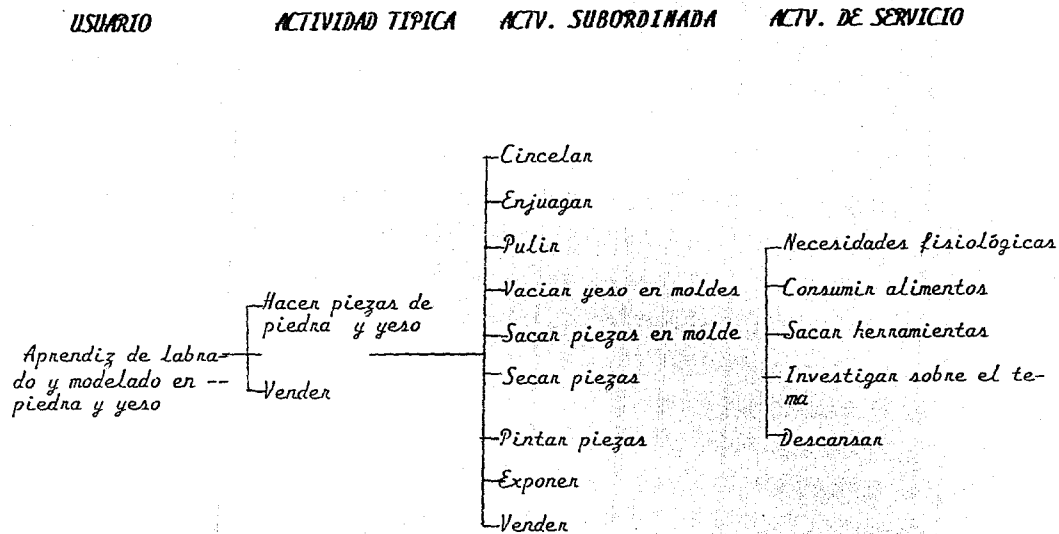 USUARIO ACTIVIDAD TIPICA ACTV. SUBORDINADA ACTV. DE SERVICIO
Aprendiz de labra-
do y modelado en --
piedra y yeso
Hacer piezas de
piedra y yeso
Vender
Cincelar
Enjuagar
Pulir
Vaciar yeso en moldes
Sacar piezas en molde
Secar piezas
Pintar piezas
Exponer
Vender
Necesidades fisiológicas
Consumir alimentos
Sacar herramientas
Investigar sobre el te-
ma
Descansar